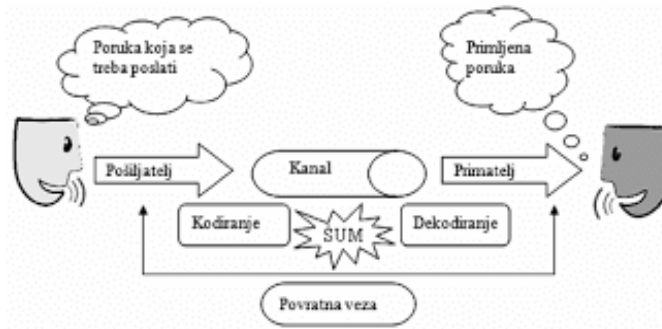 Poruka koja se
treba poslati
Primljena
poruka
Pošiljatelj
Kanal
Primatelj
Kodiranje
ŠUM
Dekodiranje
Povratna veza